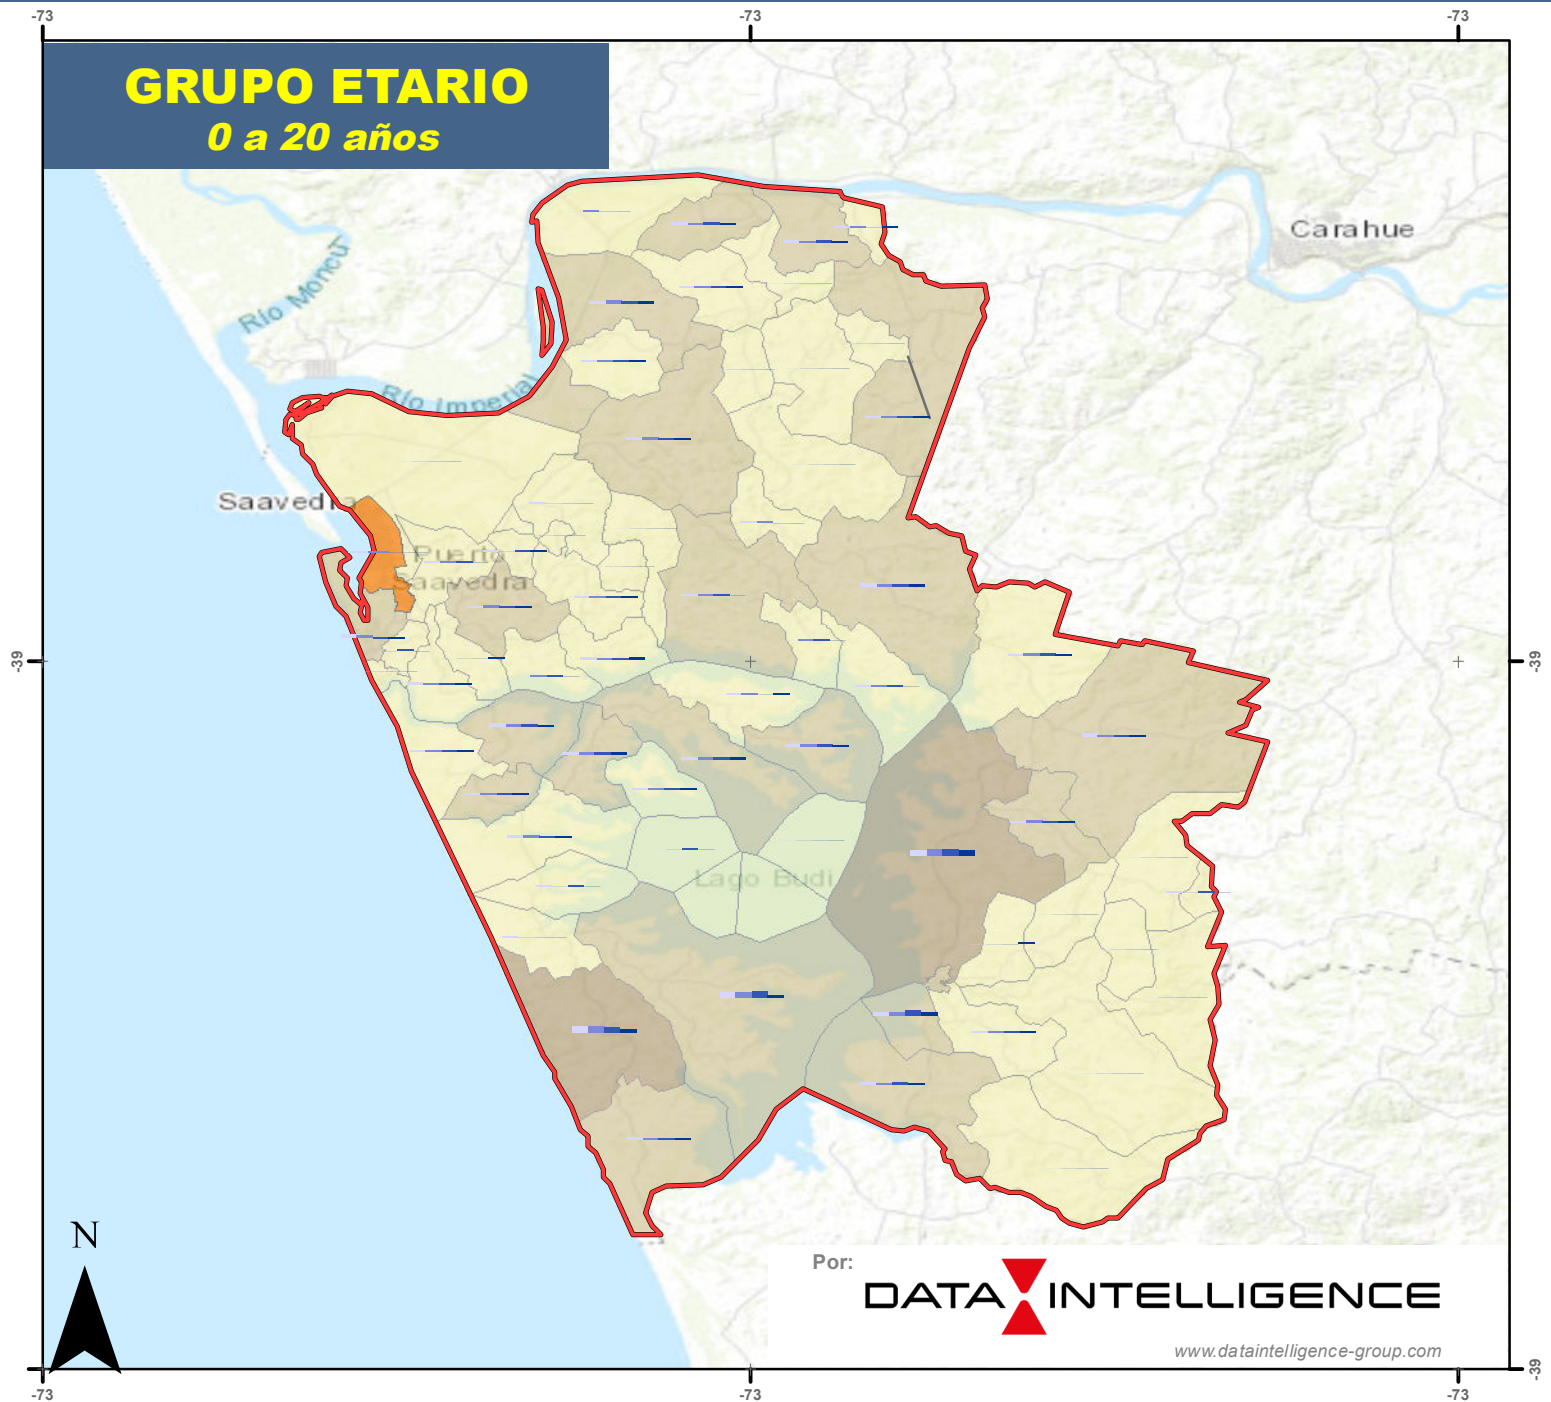 -73
-73
-73
GRUPO ETARIO
0 a 20 años
Carahue
Río Moncul
Río Imperial
Saavedra
Puerto
Saavedra
-39
-39
Lago Budi
N
Por:
DATA INTELLIGENCE
www.dataintelligence-group.com
-39
-73
-73
-73